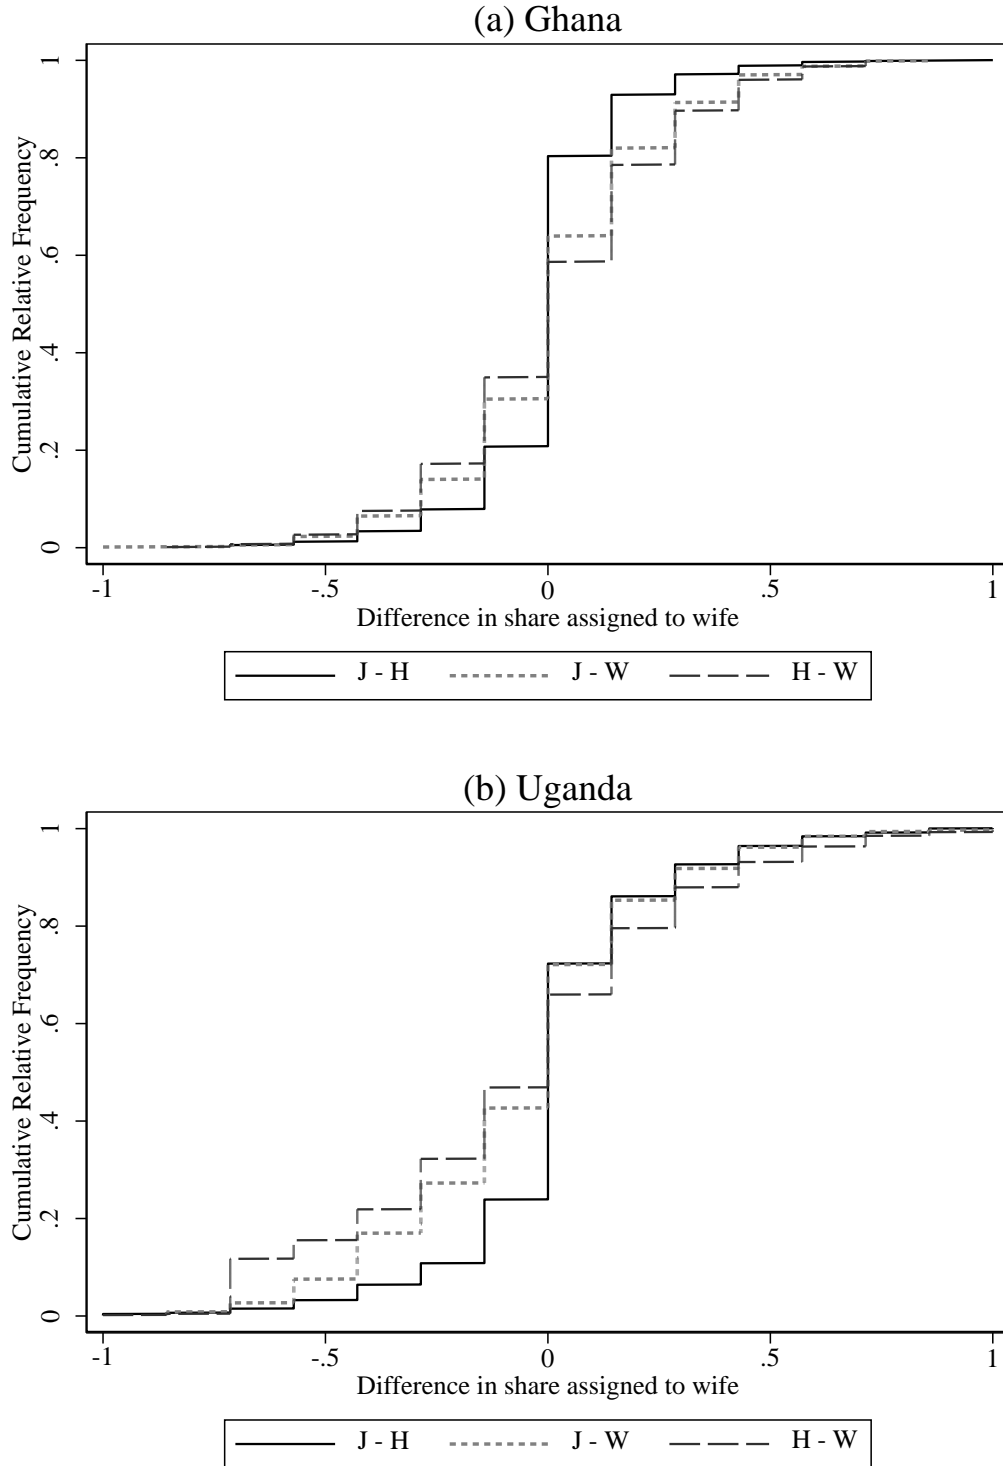 (a) Ghana
Cumulative Relative Frequency
1
.8
.6
.4
.2
0
-1 -.5 0 .5 1
Difference in share assigned to wife
J - H J - W H - W
(b) Uganda
Cumulative Relative Frequency
1
.8
.6
.4
.2
0
-1 -.5 0 .5 1
Difference in share assigned to wife
J - H J - W H - W